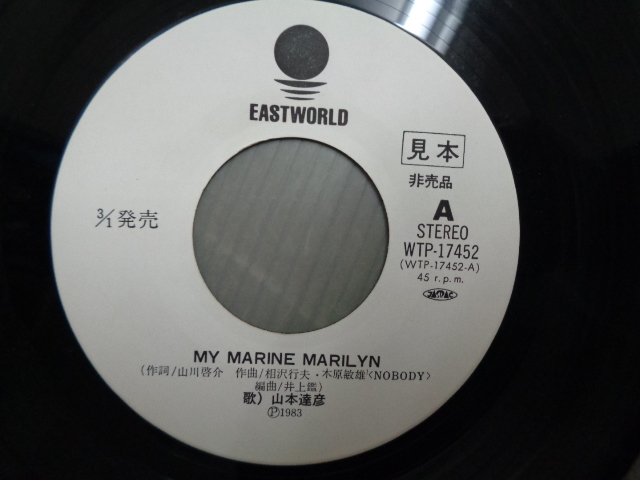 EASTWORLD
見本
非売品
A
STEREO
WTP-17452
(WTP-17452-A)
45 r.p.m.
JASRAC
3/1発売
MY MARINE MARILYN
(作詞/山川啓介 作曲/相沢行夫・木原敏雄<NOBODY>
編曲/井上鑑)
歌)山本達彦
Ⓟ1983